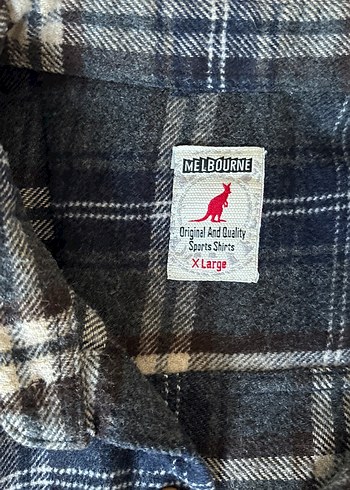 MELBOURNE
Original And Quality
Sports Shirts
X Large